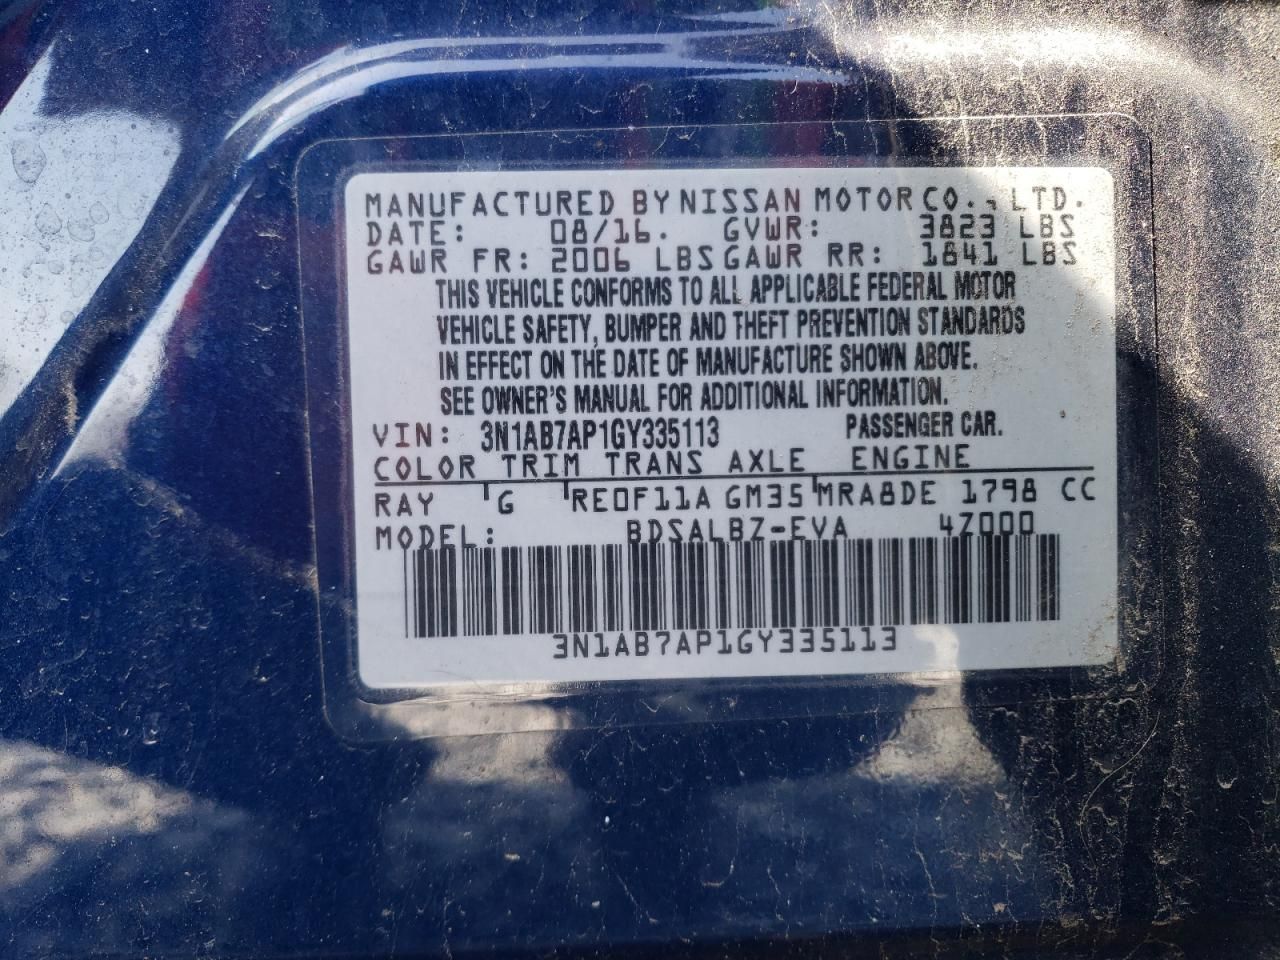 MANUFACTURED BY NISSAN MOTOR CO., LTD.
DATE: 08/16. GVWR: 3823 LBS
GAWR FR: 2006 LBS GAWR RR: 1841 LBS
THIS VEHICLE CONFORMS TO ALL APPLICABLE FEDERAL MOTOR
VEHICLE SAFETY, BUMPER AND THEFT PREVENTION STANDARDS
IN EFFECT ON THE DATE OF MANUFACTURE SHOWN ABOVE.
SEE OWNER'S MANUAL FOR ADDITIONAL INFORMATION.
VIN: 3N1AB7AP1GY335113 PASSENGER CAR.
COLOR TRIM TRANS AXLE ENGINE
RAY G RE0F11A GM35 MRA8DE 1798 CC
MODEL: BDSALBZ-EVA 4Z000
3N1AB7AP1GY335113